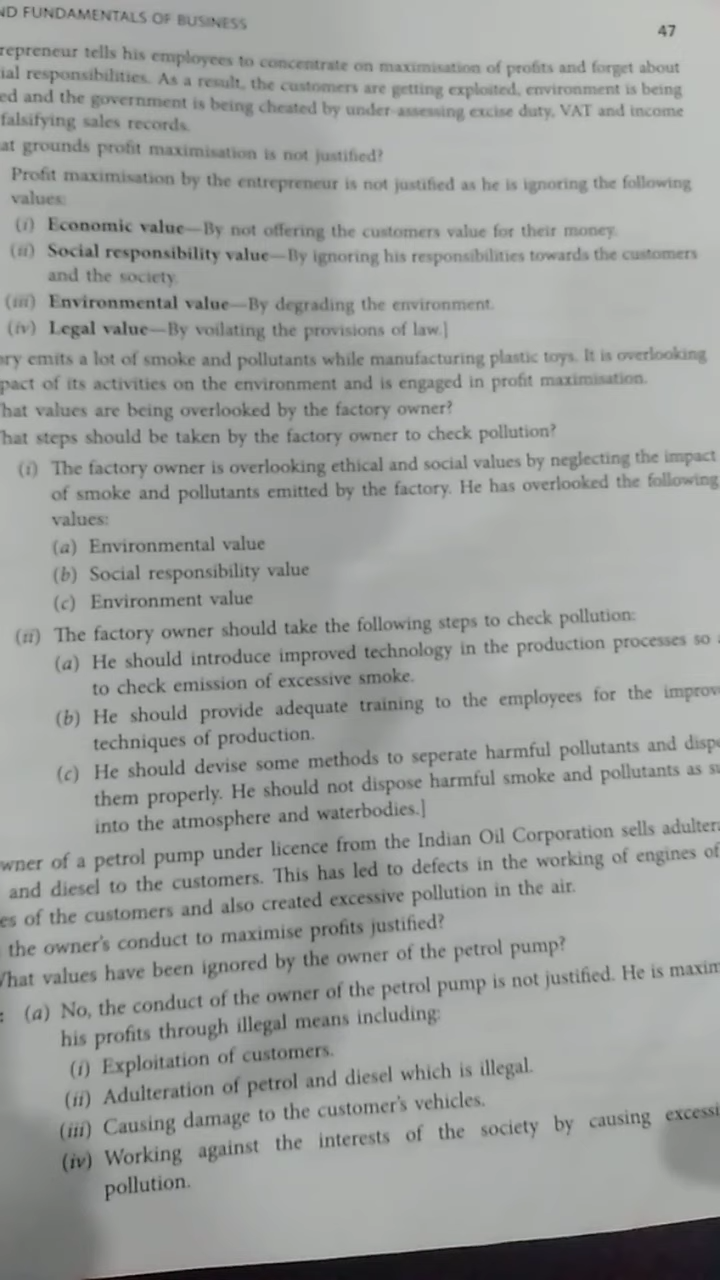 ND FUNDAMENTALS OF BUSINESS
47
repreneur tells his employees to concentrate on maximisation of profits and forget about
ial responsibilities. As a result, the customers are getting exploited, environment is being
ed and the government is being cheated by under-assessing excise duty, VAT and income
falsifying sales records.
at grounds profit maximisation is not justified?
Profit maximisation by the entrepreneur is not justified as he is ignoring the following
values:
(i) Economic value—By not offering the customers value for their money.
(ii) Social responsibility value—By ignoring his responsibilities towards the customers
and the society.
(iii) Environmental value—By degrading the environment.
(iv) Legal value—By voilating the provisions of law.]
ory emits a lot of smoke and pollutants while manufacturing plastic toys. It is overlooking
pact of its activities on the environment and is engaged in profit maximisation.
hat values are being overlooked by the factory owner?
hat steps should be taken by the factory owner to check pollution?
(i) The factory owner is overlooking ethical and social values by neglecting the impact
of smoke and pollutants emitted by the factory. He has overlooked the following
values:
(a) Environmental value
(b) Social responsibility value
(c) Environment value
(ii) The factory owner should take the following steps to check pollution:
(a) He should introduce improved technology in the production processes so a
to check emission of excessive smoke.
(b) He should provide adequate training to the employees for the improve
techniques of production.
(c) He should devise some methods to seperate harmful pollutants and dispo
them properly. He should not dispose harmful smoke and pollutants as su
into the atmosphere and waterbodies.]
wner of a petrol pump under licence from the Indian Oil Corporation sells adultera
and diesel to the customers. This has led to defects in the working of engines of
es of the customers and also created excessive pollution in the air.
the owner's conduct to maximise profits justified?
What values have been ignored by the owner of the petrol pump?
: (a) No, the conduct of the owner of the petrol pump is not justified. He is maxim
his profits through illegal means including:
(i) Exploitation of customers.
(ii) Adulteration of petrol and diesel which is illegal.
(iii) Causing damage to the customer's vehicles.
(iv) Working against the interests of the society by causing excessi
pollution.